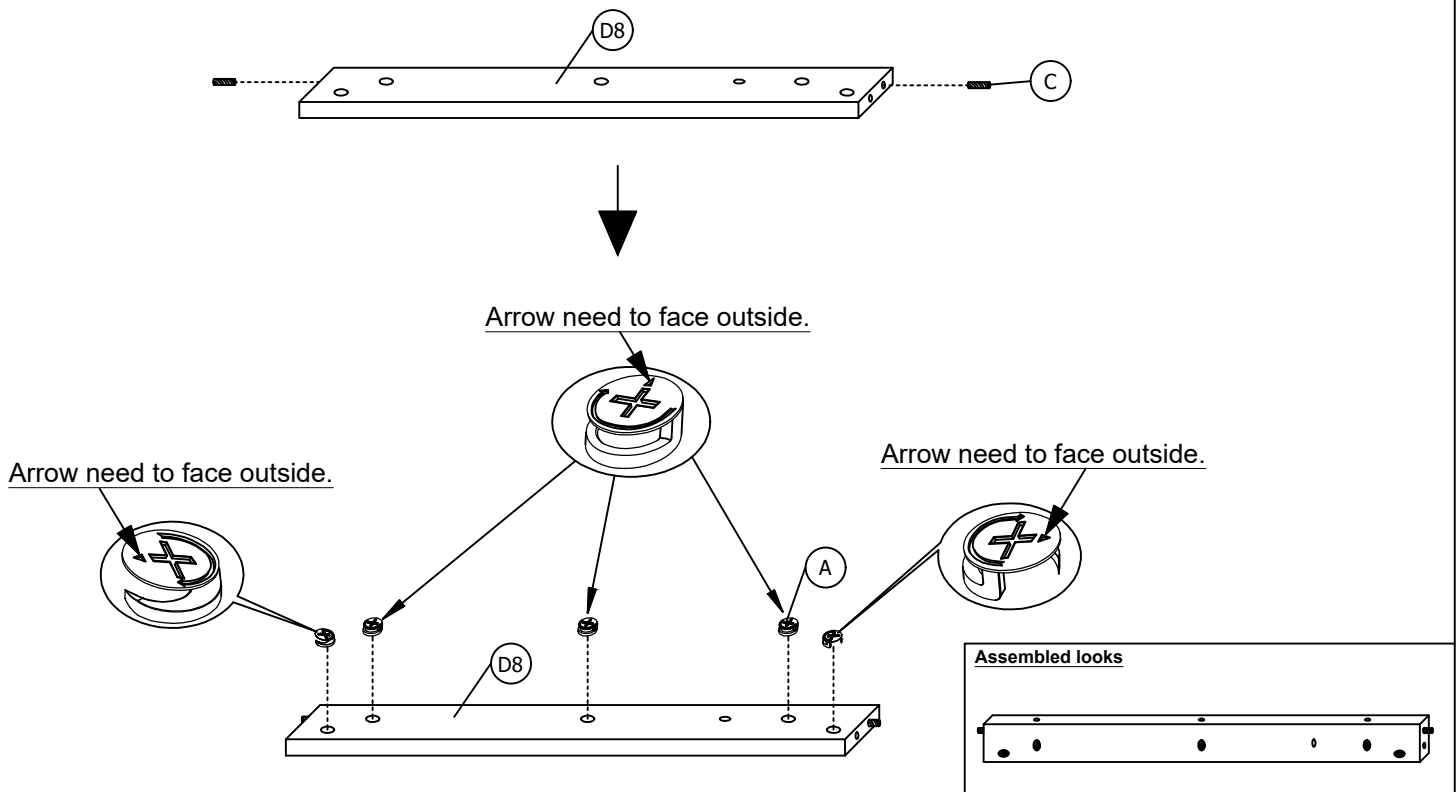 D8
C
Arrow need to face outside.
Arrow need to face outside.
Arrow need to face outside.
A
D8
Assembled looks